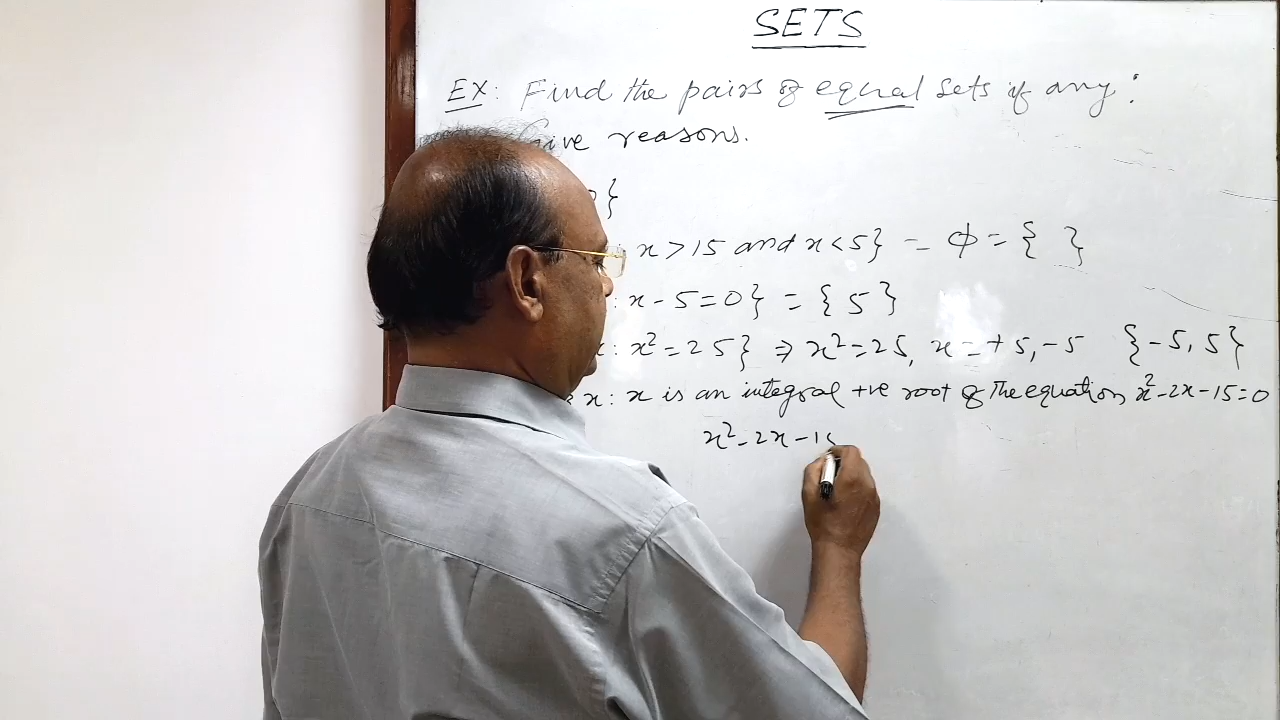 SETS
EX: Find the pairs of equal sets if any:
Give reasons.
}
x > 15 and x < 5} = ϕ = { }
: x - 5 = 0} = { 5 }
: x² = 25} ⇒ x² = 25, x = +5, -5 {-5, 5}
x : x is an integral +ve root of the equation x² - 2x - 15 = 0
x² - 2x - 15